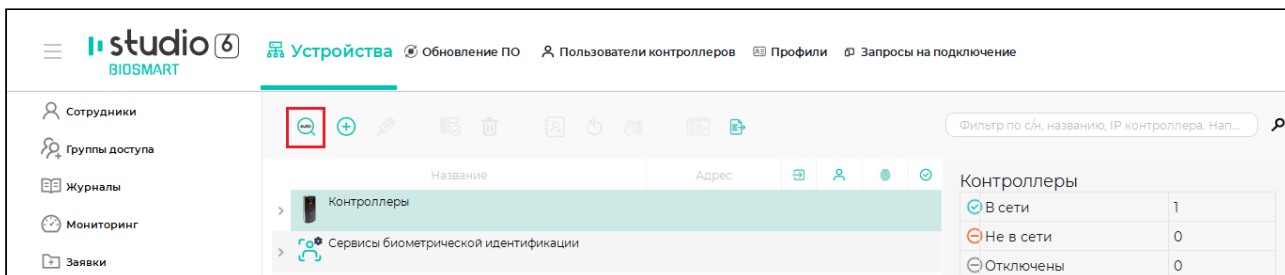 studio 6
BIOSMART
Устройства Обновление ПО Пользователи контроллеров Профили Запросы на подключение
Сотрудники
Группы доступа
Журналы
Мониторинг
Заявки
auto
Фильтр по с/н, названию, IP контроллера. Нап...
Название Адрес
Контроллеры
Сервисы биометрической идентификации
Контроллеры
В сети 1
Не в сети 0
Отключены 0